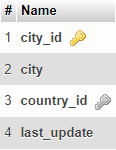 # Name
1 city_id
2 city
3 country_id
4 last_update